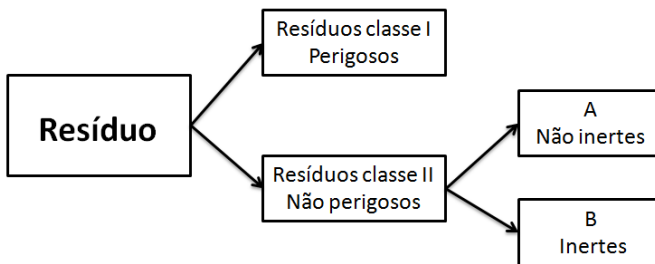 Resíduo
Resíduos classe I
Perigosos
Resíduos classe II
Não perigosos
A
Não inertes
B
Inertes